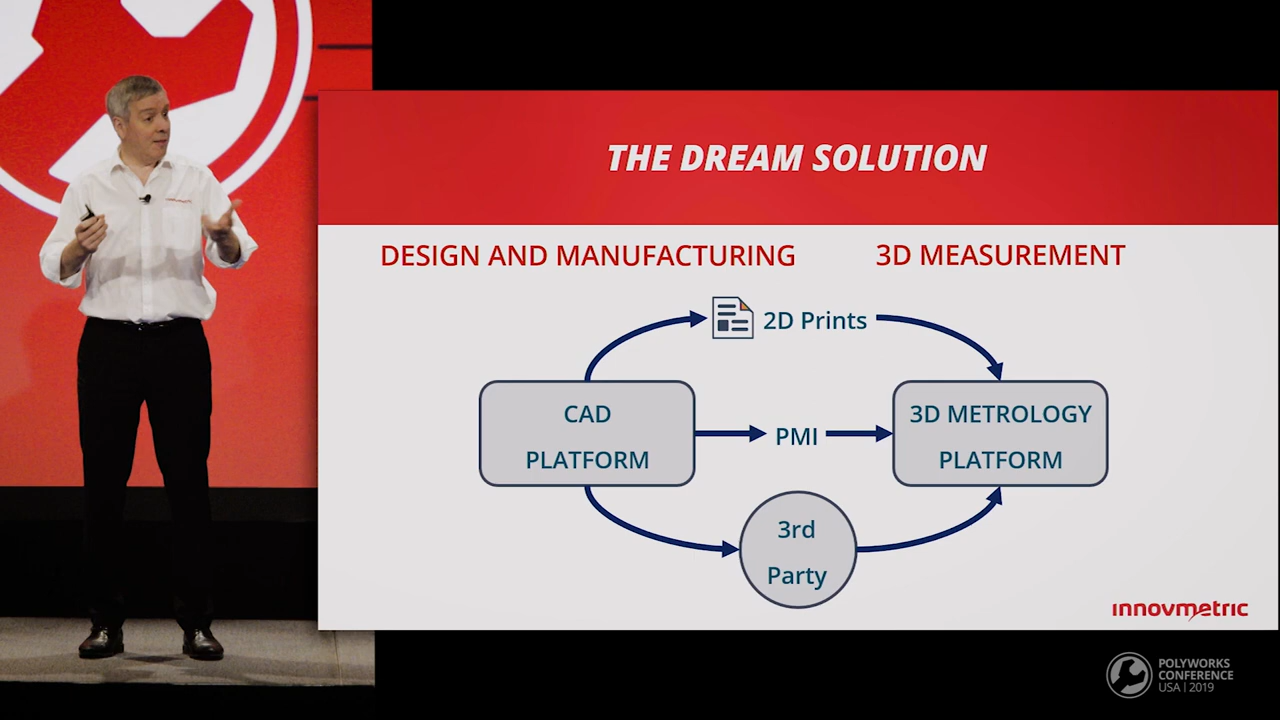 THE DREAM SOLUTION
DESIGN AND MANUFACTURING
3D MEASUREMENT
2D Prints
CAD
PLATFORM
PMI
3D METROLOGY
PLATFORM
3rd
Party
innovmetric
POLYWORKS
CONFERENCE
USA | 2019